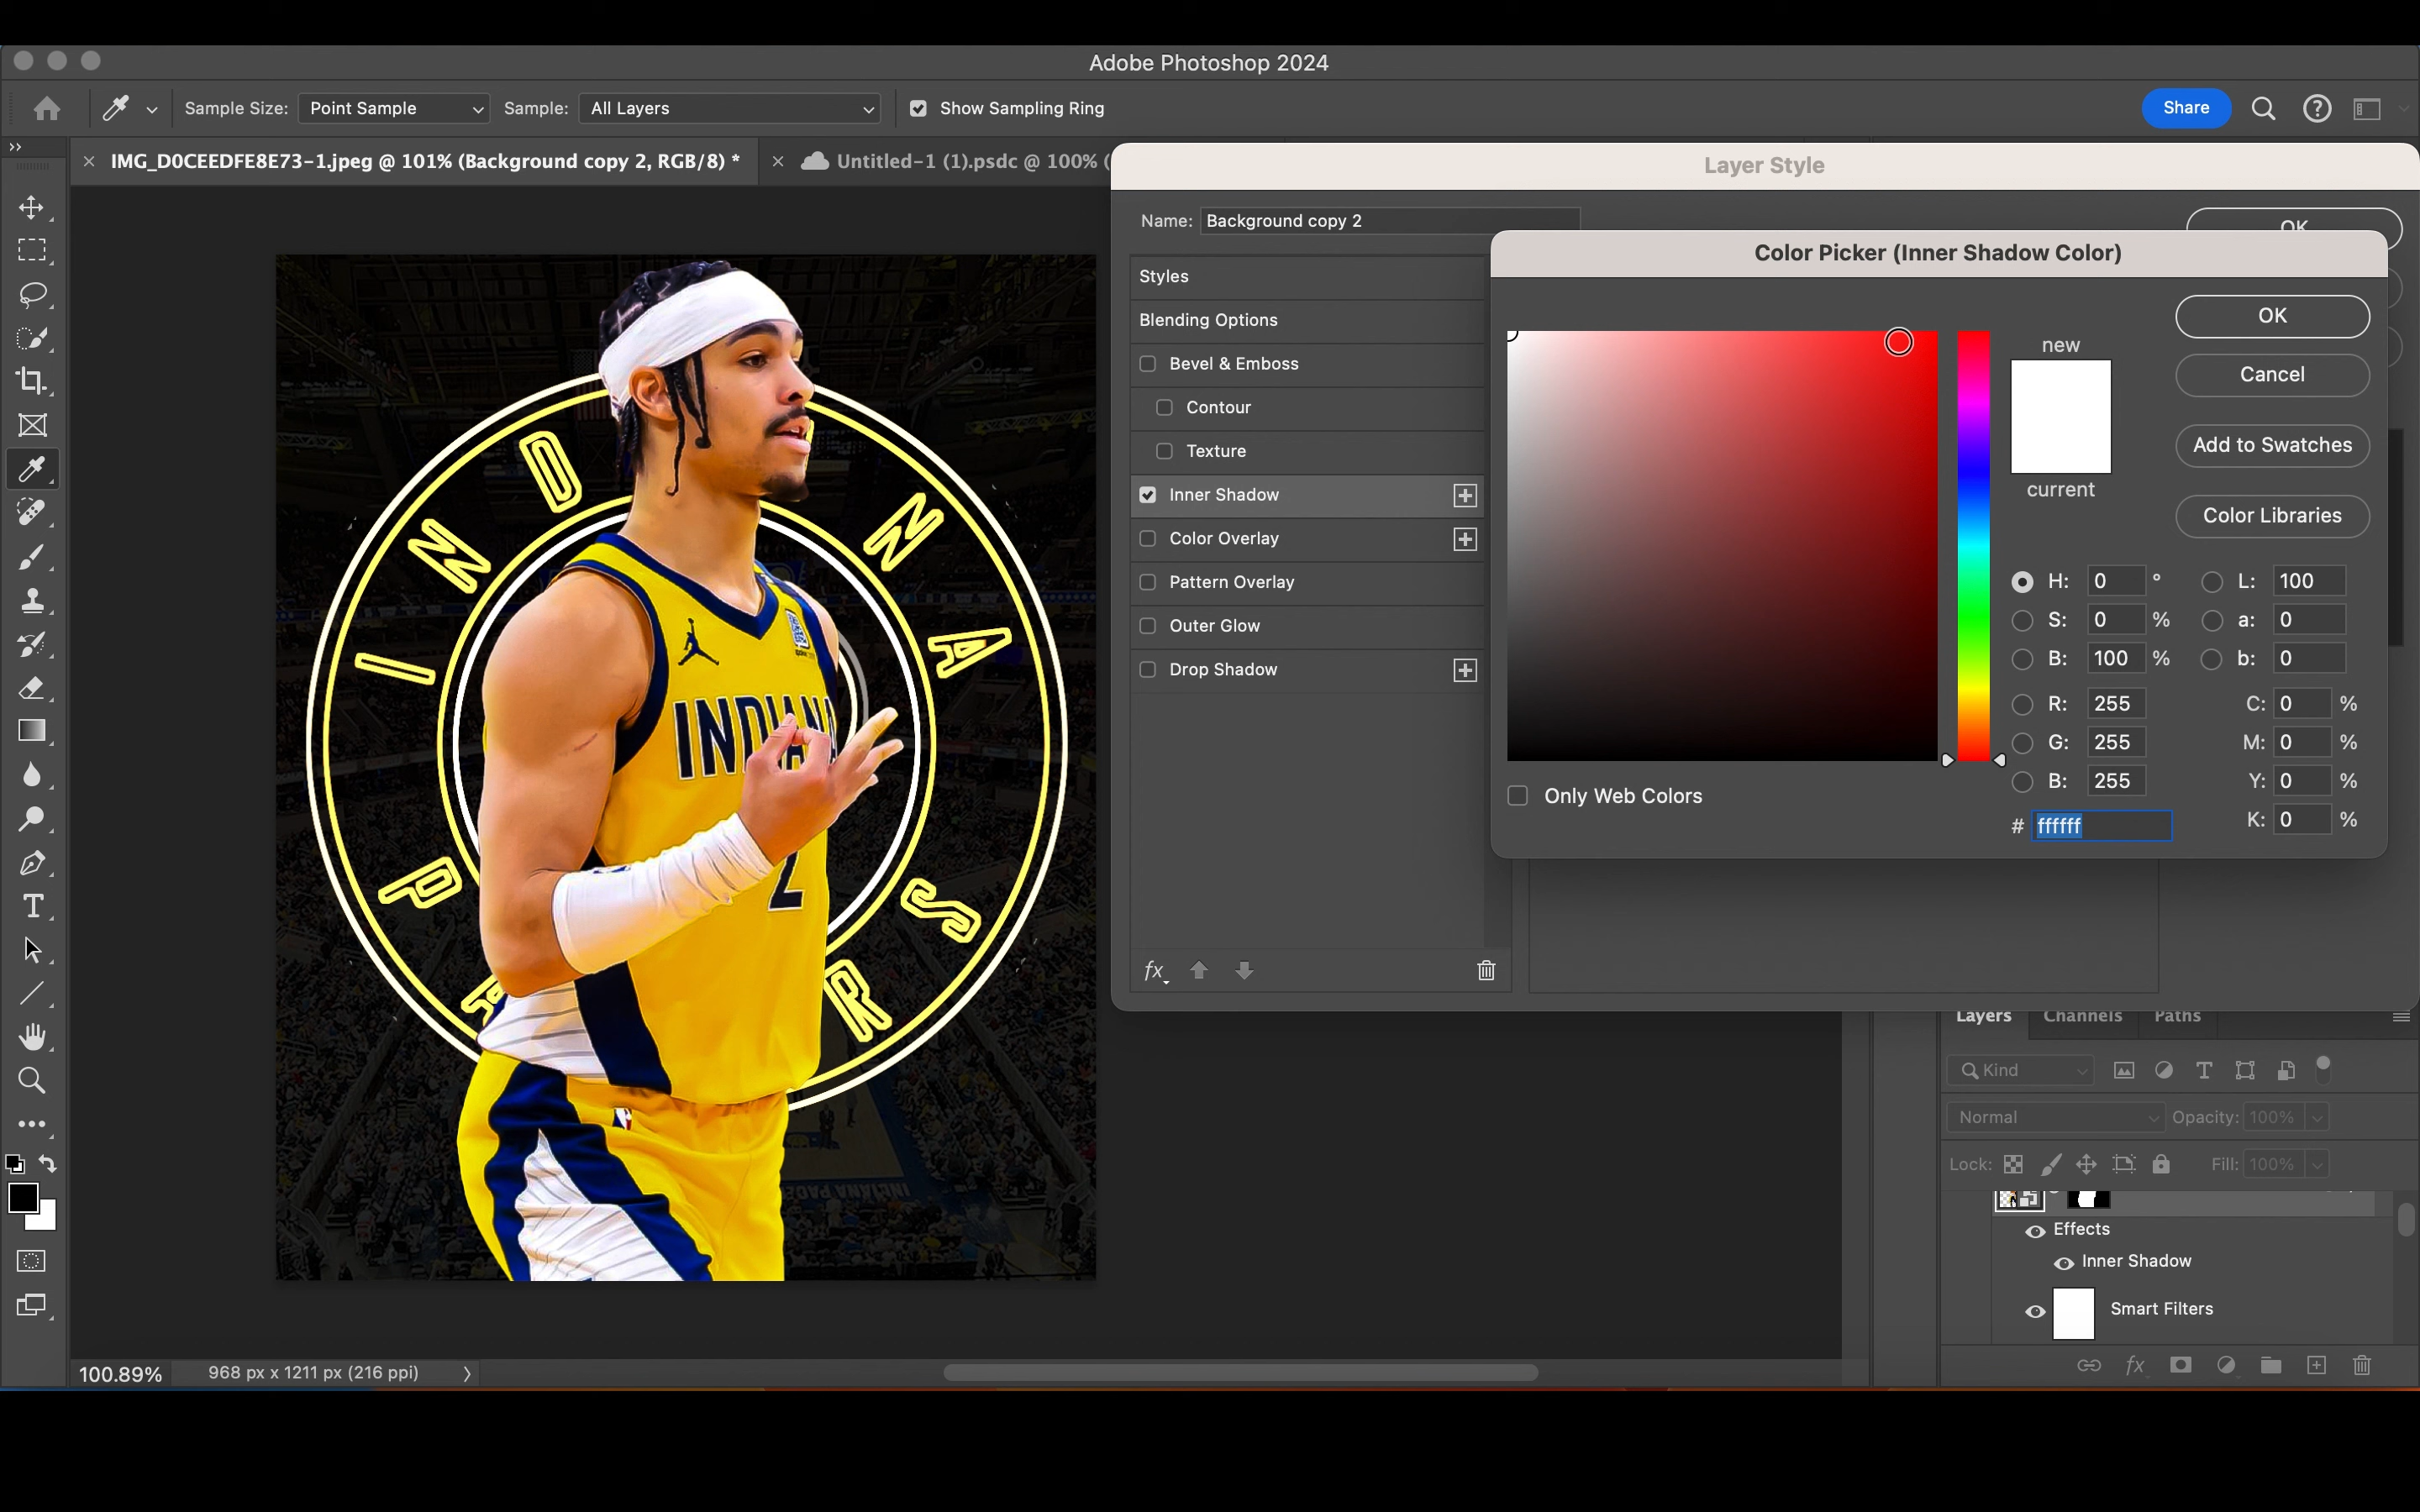 Adobe Photoshop 2024
Sample Size: Point Sample Sample: All Layers Show Sampling Ring Share
IMG_D0CEEDFE8E73-1.jpeg @ 101% (Background copy 2, RGB/8) *
Untitled-1 (1).psdc @ 100% (
Layer Style
Name: Background copy 2
OK
Styles
Blending Options
Bevel & Emboss
Contour
Texture
Inner Shadow
Color Overlay
Pattern Overlay
Outer Glow
Drop Shadow
fx
Color Picker (Inner Shadow Color)
new
current
OK
Cancel
Add to Swatches
Color Libraries
H: 0 ° L: 100
S: 0 % a: 0
B: 100 % b: 0
R: 255 C: 0 %
G: 255 M: 0 %
B: 255 Y: 0 %
# ffffff K: 0 %
Only Web Colors
INDIANA
PACERS
INDIANA
2
Layers Channels Paths
Kind
Normal Opacity: 100%
Lock: Fill: 100%
Effects
Inner Shadow
Smart Filters
fx
100.89% 968 px x 1211 px (216 ppi)